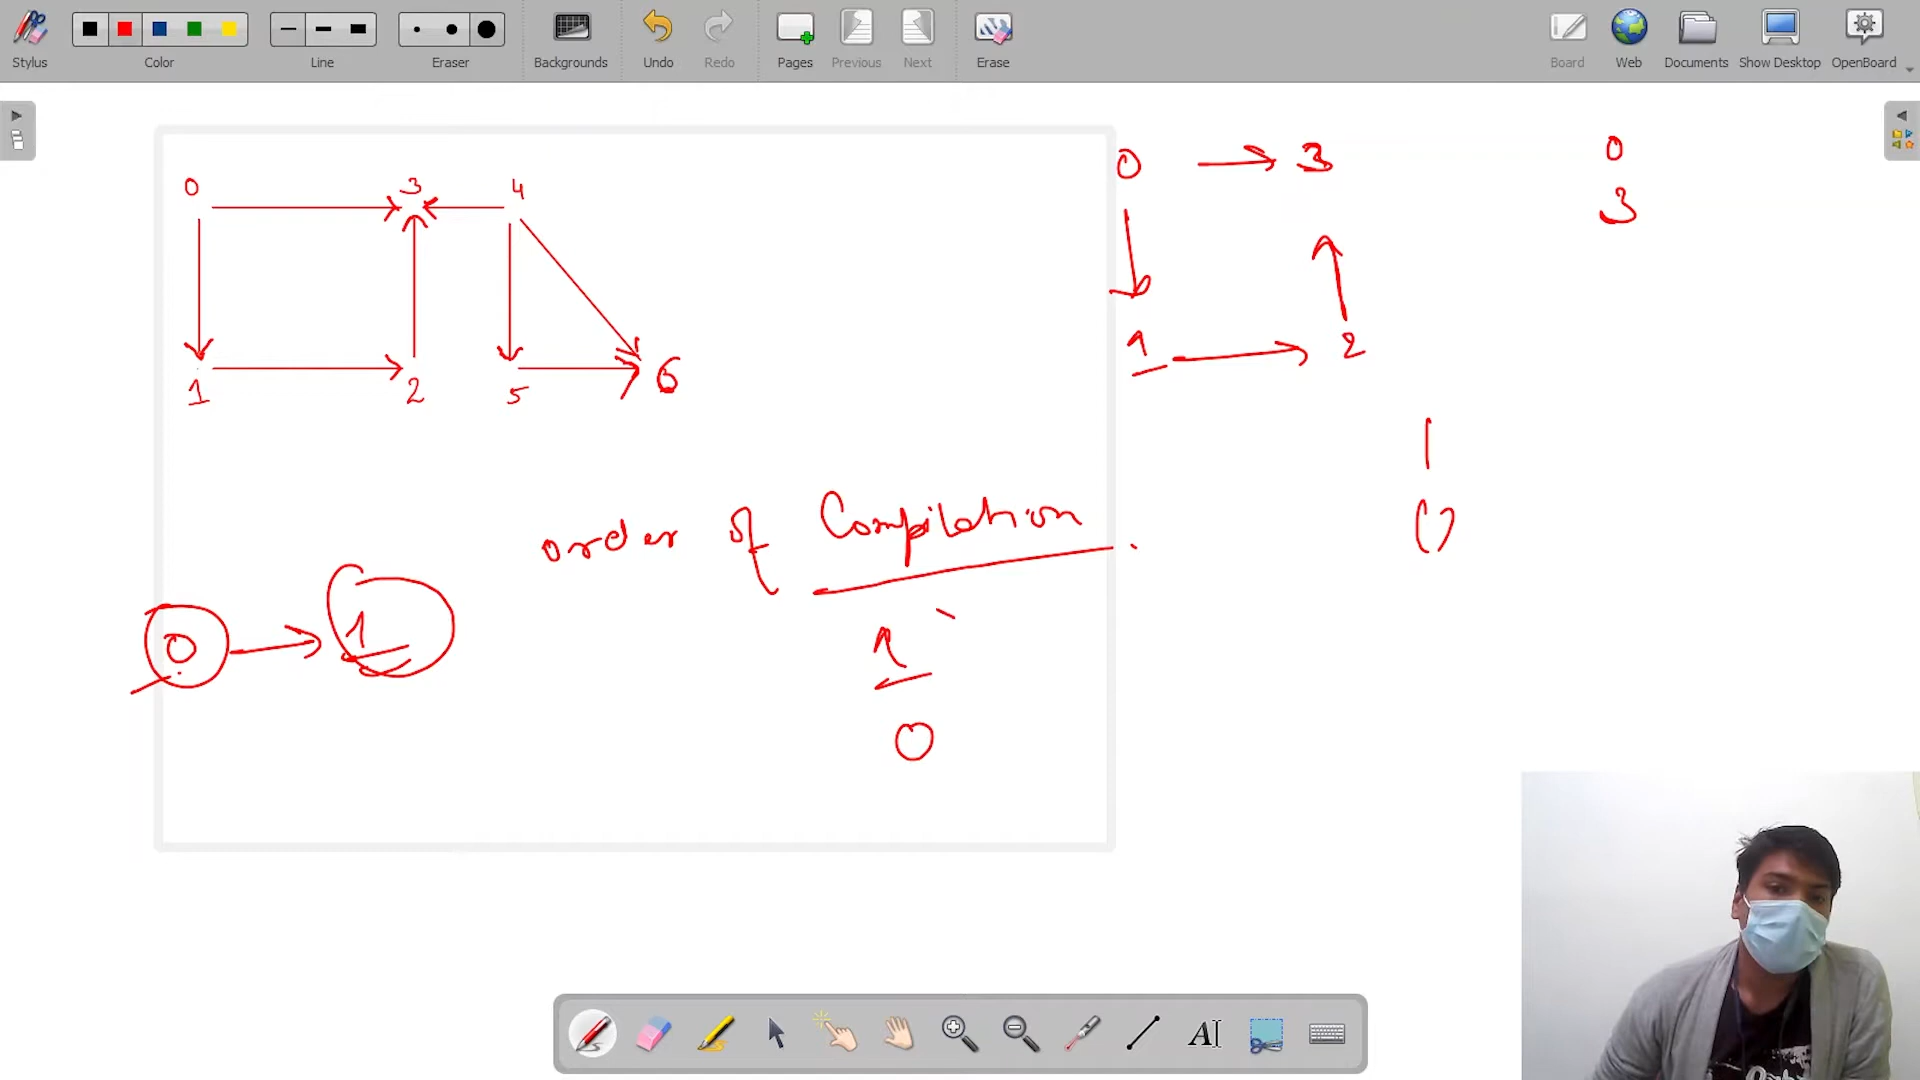 Stylus Color Line Eraser Backgrounds Undo Redo Pages Previous Next Erase Board Web Documents Show Desktop OpenBoard
0 3 4
1 2 5 6
0 3
1 2
0
3
1
0
order of Compilation
0 1
1
0
AI